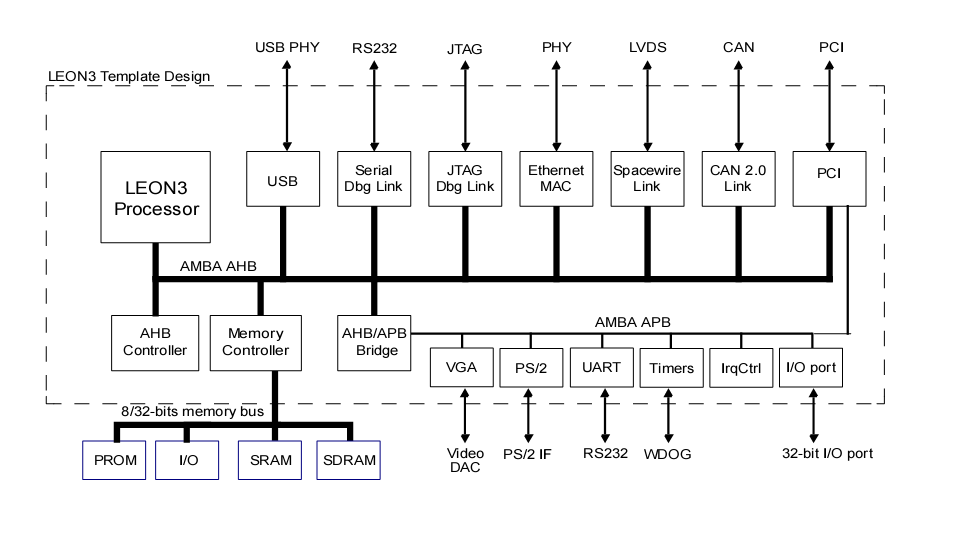 USB PHY RS232 JTAG PHY LVDS CAN PCI
LEON3 Template Design
LEON3
Processor
USB
Serial
Dbg Link
JTAG
Dbg Link
Ethernet
MAC
Spacewire
Link
CAN 2.0
Link
PCI
AMBA AHB
AHB
Controller
Memory
Controller
AHB/APB
Bridge
AMBA APB
VGA
PS/2
UART
Timers
IrqCtrl
I/O port
8/32-bits memory bus
PROM
I/O
SRAM
SDRAM
Video
DAC
PS/2 IF
RS232
WDOG
32-bit I/O port